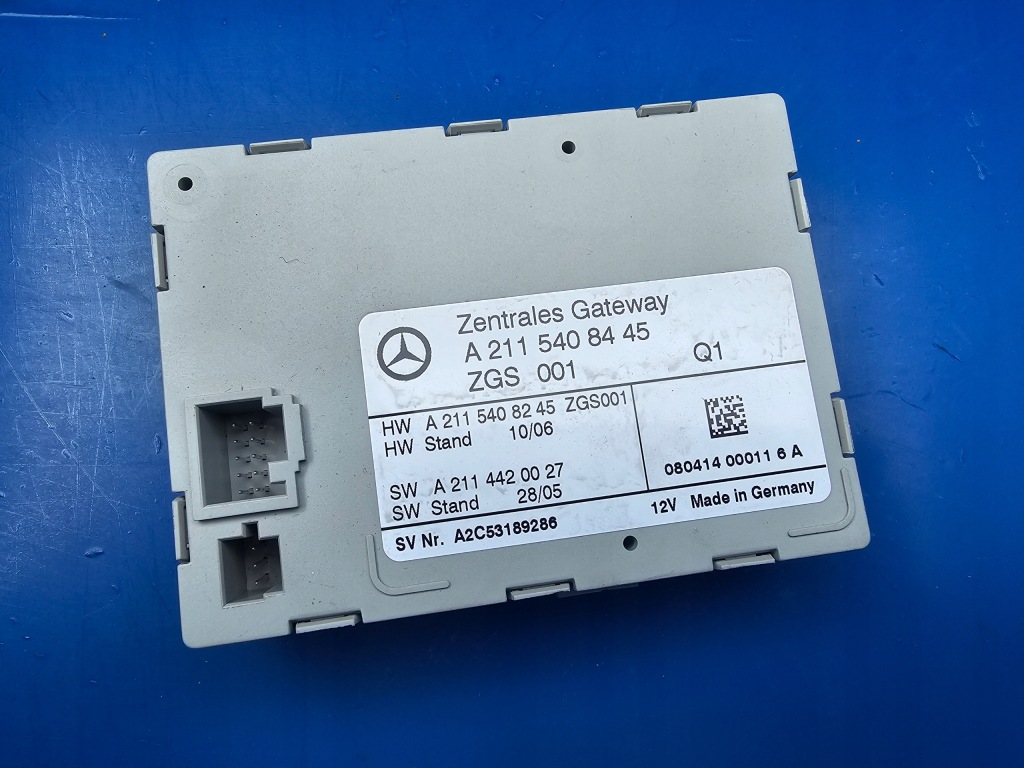 Zentrales Gateway
A 211 540 84 45
ZGS 001 Q1
HW A 211 540 82 45 ZGS001
HW Stand 10/06
SW A 211 442 00 27
SW Stand 28/05
080414 00011 6 A
SV Nr. A2C53189286
12V Made in Germany